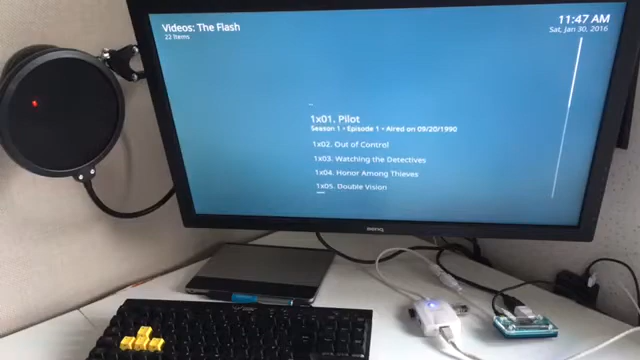 Videos: The Flash
22 Items
11:47 AM
Sat, Jan 30, 2016
..
1x01. Pilot
Season 1 • Episode 1 • Aired on 09/20/1990
1x02. Out of Control
1x03. Watching the Detectives
1x04. Honor Among Thieves
1x05. Double Vision
BenQ